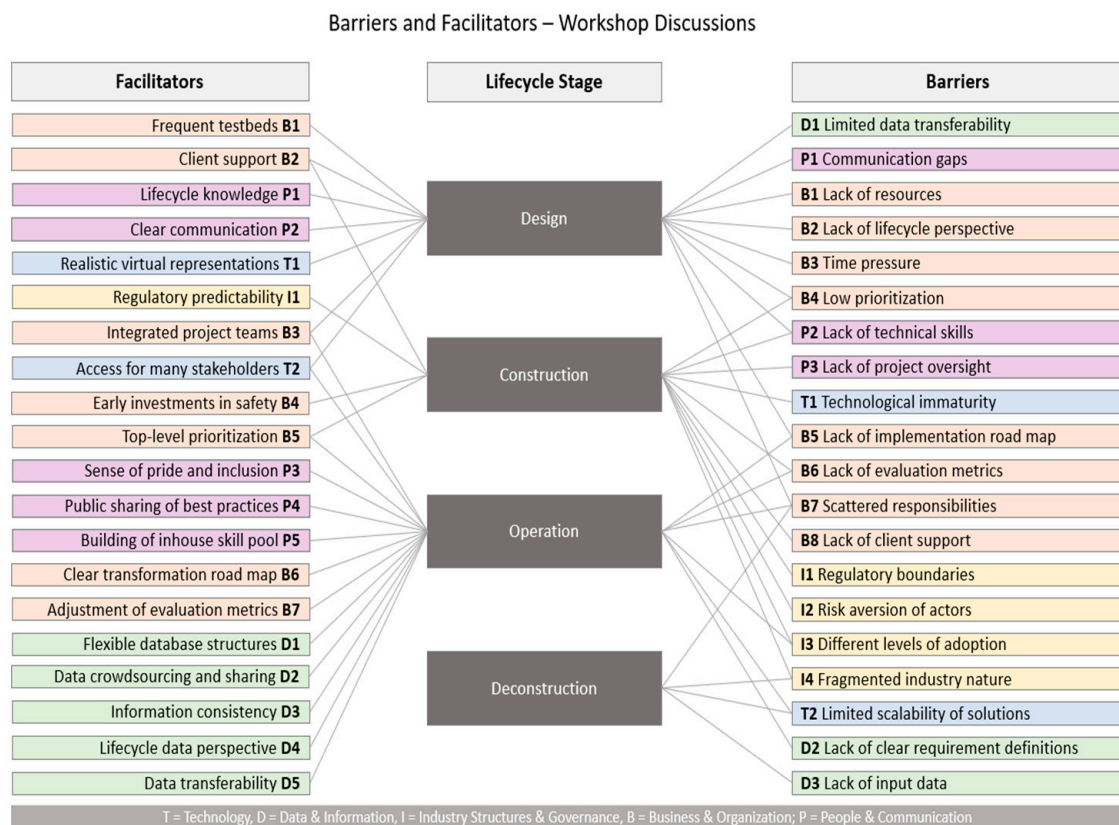 Barriers and Facilitators – Workshop Discussions
Facilitators
Lifecycle Stage
Barriers
Frequent testbeds B1
Client support B2
Lifecycle knowledge P1
Clear communication P2
Realistic virtual representations T1
Regulatory predictability I1
Integrated project teams B3
Access for many stakeholders T2
Early investments in safety B4
Top-level prioritization B5
Sense of pride and inclusion P3
Public sharing of best practices P4
Building of inhouse skill pool P5
Clear transformation road map B6
Adjustment of evaluation metrics B7
Flexible database structures D1
Data crowdsourcing and sharing D2
Information consistency D3
Lifecycle data perspective D4
Data transferability D5
Design
Construction
Operation
Deconstruction
D1 Limited data transferability
P1 Communication gaps
B1 Lack of resources
B2 Lack of lifecycle perspective
B3 Time pressure
B4 Low prioritization
P2 Lack of technical skills
P3 Lack of project oversight
T1 Technological immaturity
B5 Lack of implementation road map
B6 Lack of evaluation metrics
B7 Scattered responsibilities
B8 Lack of client support
I1 Regulatory boundaries
I2 Risk aversion of actors
I3 Different levels of adoption
I4 Fragmented industry nature
T2 Limited scalability of solutions
D2 Lack of clear requirement definitions
D3 Lack of input data
T = Technology, D = Data & Information, I = Industry Structures & Governance, B = Business & Organization; P = People & Communication